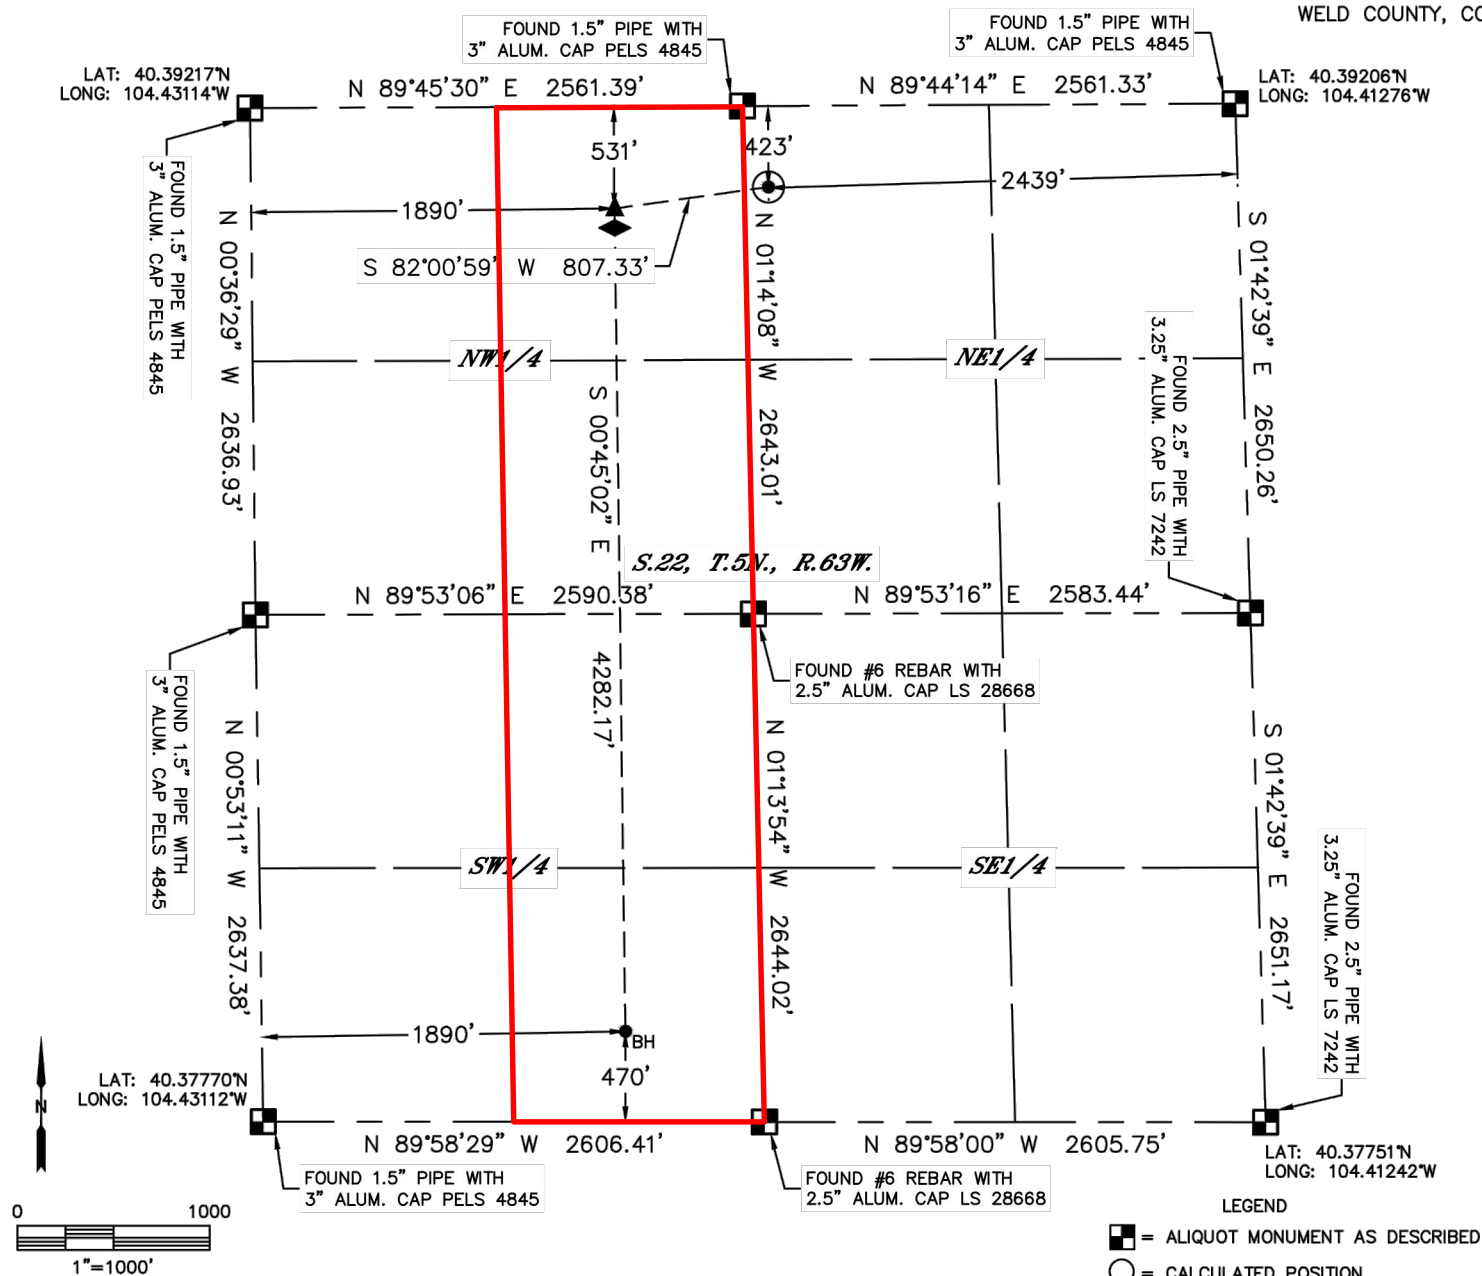 WELD COUNTY, CO
FOUND 1.5" PIPE WITH
3" ALUM. CAP PELS 4845
FOUND 1.5" PIPE WITH
3" ALUM. CAP PELS 4845
LAT: 40.39217°N
LONG: 104.43114°W
N 89°45'30" E 2561.39'
N 89°44'14" E 2561.33'
LAT: 40.39206°N
LONG: 104.41276°W
531'
423'
2439'
1890'
S 82°00'59" W 807.33'
FOUND 1.5" PIPE WITH
3" ALUM. CAP PELS 4845
N 00°36'29" W 2636.93'
N 01°14'08" W 2643.01'
S 01°42'39" E 2650.26'
NW1/4
NE1/4
FOUND 2.5" PIPE WITH
3.25" ALUM. CAP LS 7242
S 00°45'02" E 4282.17'
S.22, T.5N., R.63W.
N 89°53'06" E 2590.38'
N 89°53'16" E 2583.44'
FOUND #6 REBAR WITH
2.5" ALUM. CAP LS 28668
FOUND 1.5" PIPE WITH
3" ALUM. CAP PELS 4845
N 00°53'11" W 2637.38'
N 01°13'54" W 2644.02'
S 01°42'39" E 2651.17'
SW1/4
SE1/4
FOUND 2.5" PIPE WITH
3.25" ALUM. CAP LS 7242
1890'
BH
470'
N
LAT: 40.37770°N
LONG: 104.43112°W
N 89°58'29" W 2606.41'
N 89°58'00" W 2605.75'
LAT: 40.37751°N
LONG: 104.41242°W
FOUND 1.5" PIPE WITH
3" ALUM. CAP PELS 4845
FOUND #6 REBAR WITH
2.5" ALUM. CAP LS 28668
0 1000
1"=1000'
LEGEND
= ALIQUOT MONUMENT AS DESCRIBED
= CALCULATED POSITION